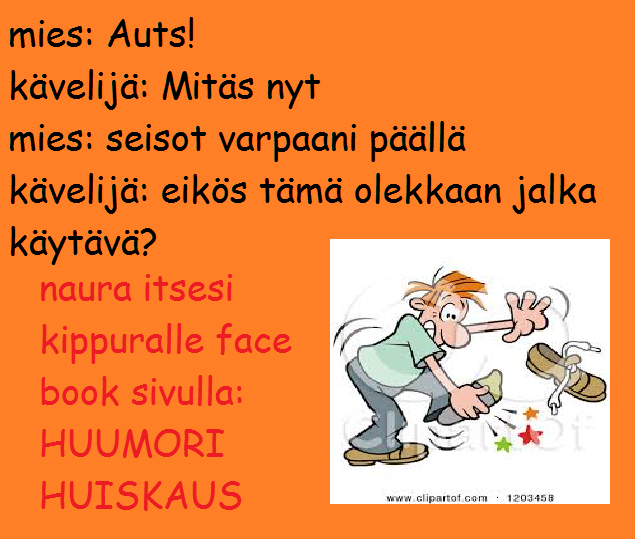 mies: Auts!
kävelijä: Mitäs nyt
mies: seisot varpaani päällä
kävelijä: eikös tämä olekkaan jalka
käytävä?
naura itsesi
kippuralle face
book sivulla:
HUUMORI
HUISKAUS
ClipartOf
www.clipartof.com · 1203458